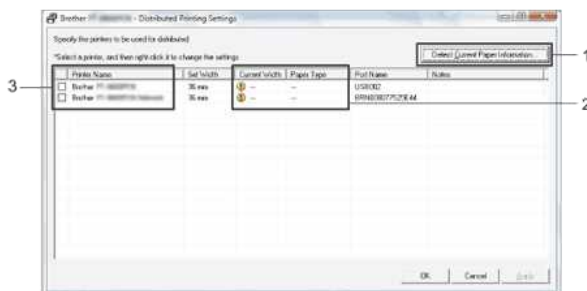 Brother - Distributed Printing Settings
Specify the printers to be used for distributed
*Select a printer, and then right click it to change the settings.
Detect Current Paper Information...
1
3
Printer Name Set Width Current Width Paper Type Port Name Notes
Brother 36 mm -- -- USB002
Brother 36 mm -- --
2
OK Cancel Apply